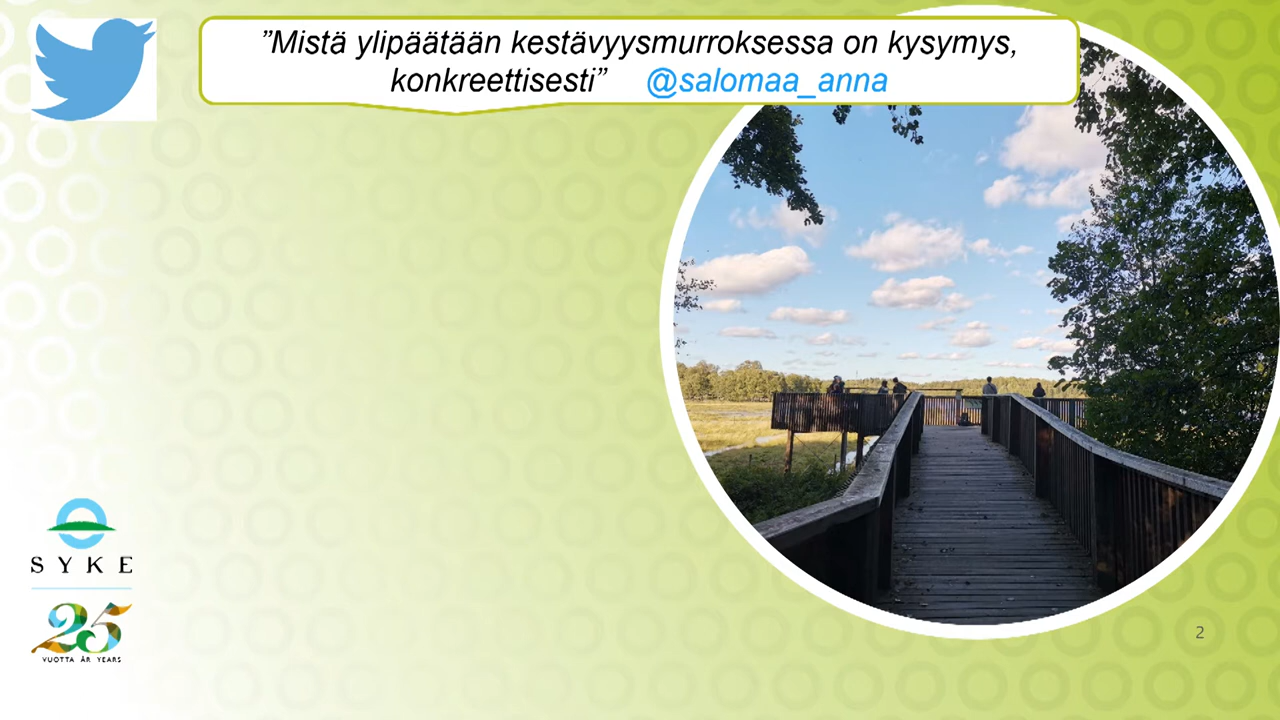 ”Mistä ylipäätään kestävyysmurroksessa on kysymys,
konkreettisesti” @salomaa_anna
SYKE
25
VUOTTA ÅR YEARS
2